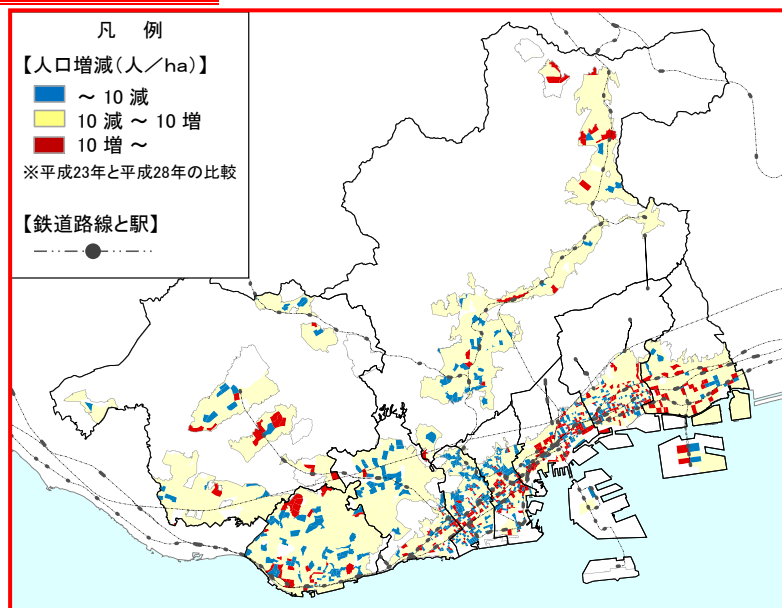 凡 例
【人口増減(人／ha)】
～ 10 減
10 減 ～ 10 増
10 増 ～
※平成23年と平成28年の比較
【鉄道路線と駅】